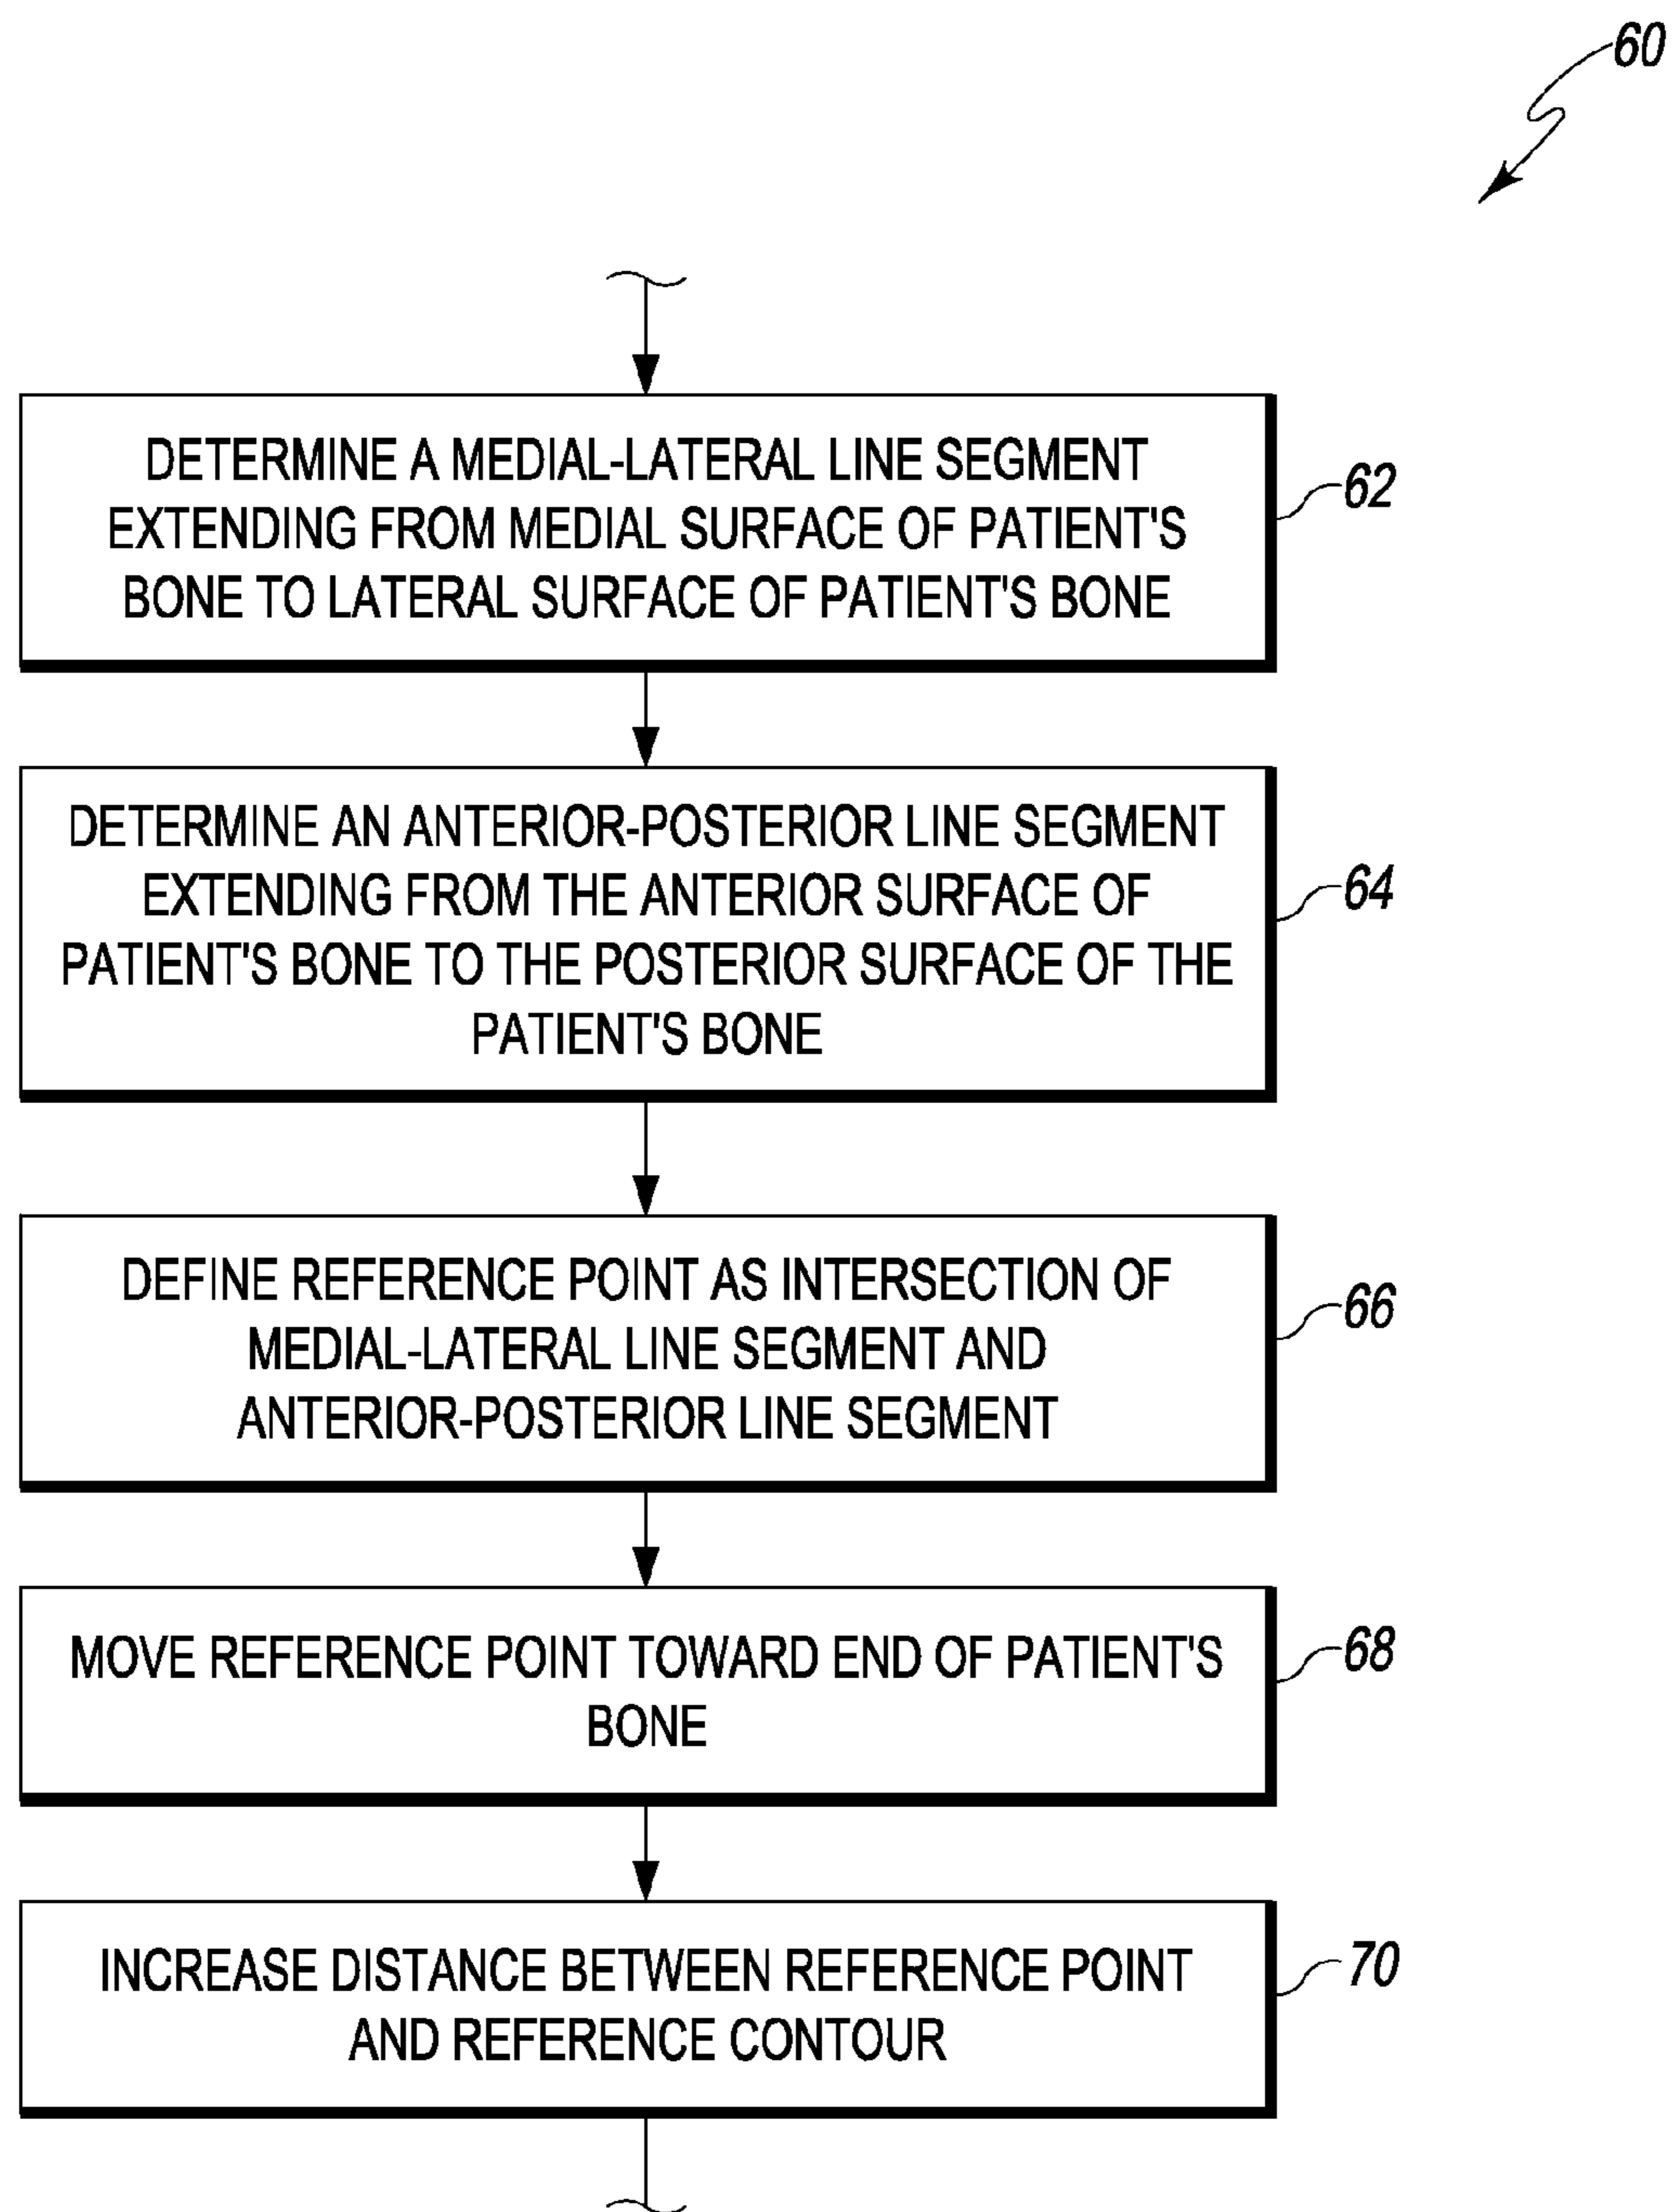 60
DETERMINE A MEDIAL-LATERAL LINE SEGMENT
EXTENDING FROM MEDIAL SURFACE OF PATIENT'S
BONE TO LATERAL SURFACE OF PATIENT'S BONE
62
DETERMINE AN ANTERIOR-POSTERIOR LINE SEGMENT
EXTENDING FROM THE ANTERIOR SURFACE OF
PATIENT'S BONE TO THE POSTERIOR SURFACE OF THE
PATIENT'S BONE
64
DEFINE REFERENCE POINT AS INTERSECTION OF
MEDIAL-LATERAL LINE SEGMENT AND
ANTERIOR-POSTERIOR LINE SEGMENT
66
MOVE REFERENCE POINT TOWARD END OF PATIENT'S
BONE
68
INCREASE DISTANCE BETWEEN REFERENCE POINT
AND REFERENCE CONTOUR
70